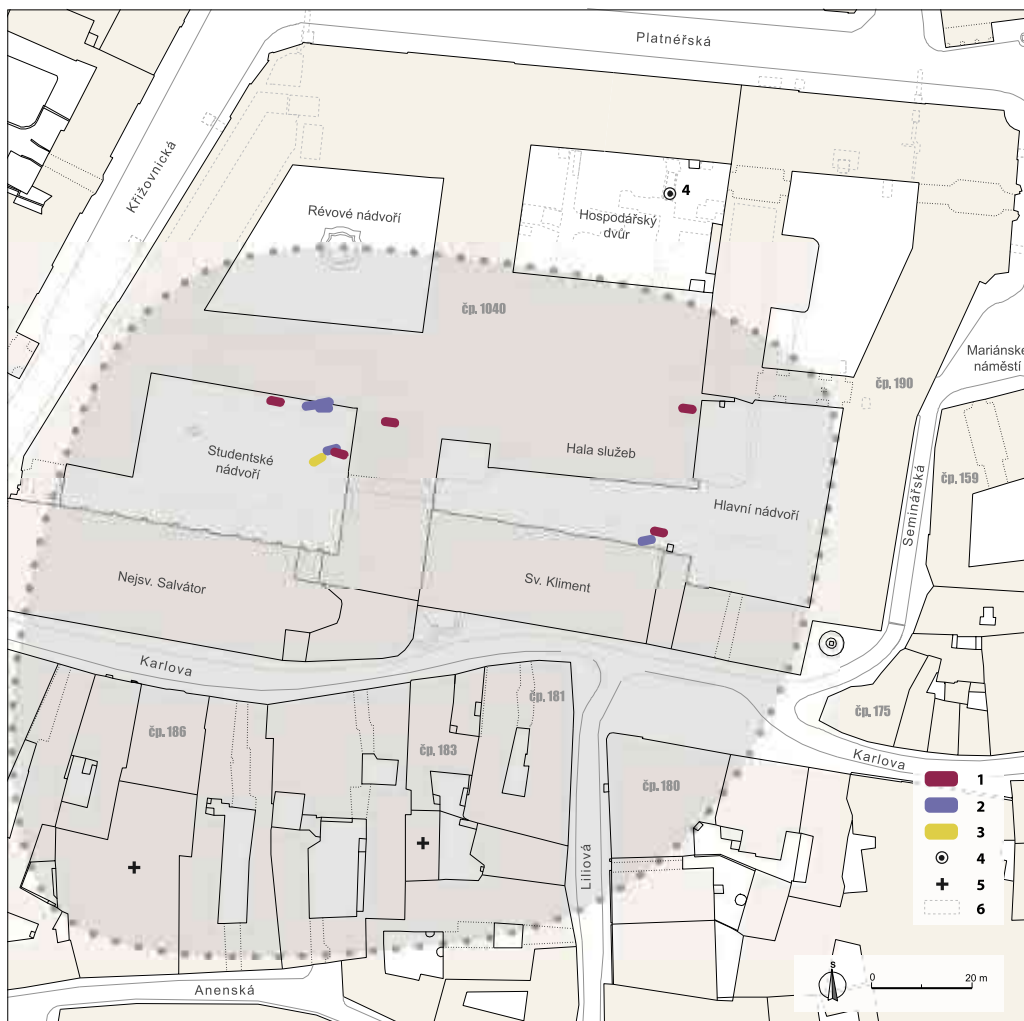 Platnéřská
Křižovnická
4
Révové nádvoří
Hospodářský
dvůr
čp. 1040
Mariánské
náměstí
čp. 190
Studentské
nádvoří
Hala služeb
čp. 159
Seminářská
Hlavní nádvoří
Nejsv. Salvátor
Sv. Kliment
Karlova
čp. 181
čp. 186
čp. 175
čp. 183
Karlova
čp. 180
Liliová
1
2
3
4
5
6
S
0 20 m
Anenská